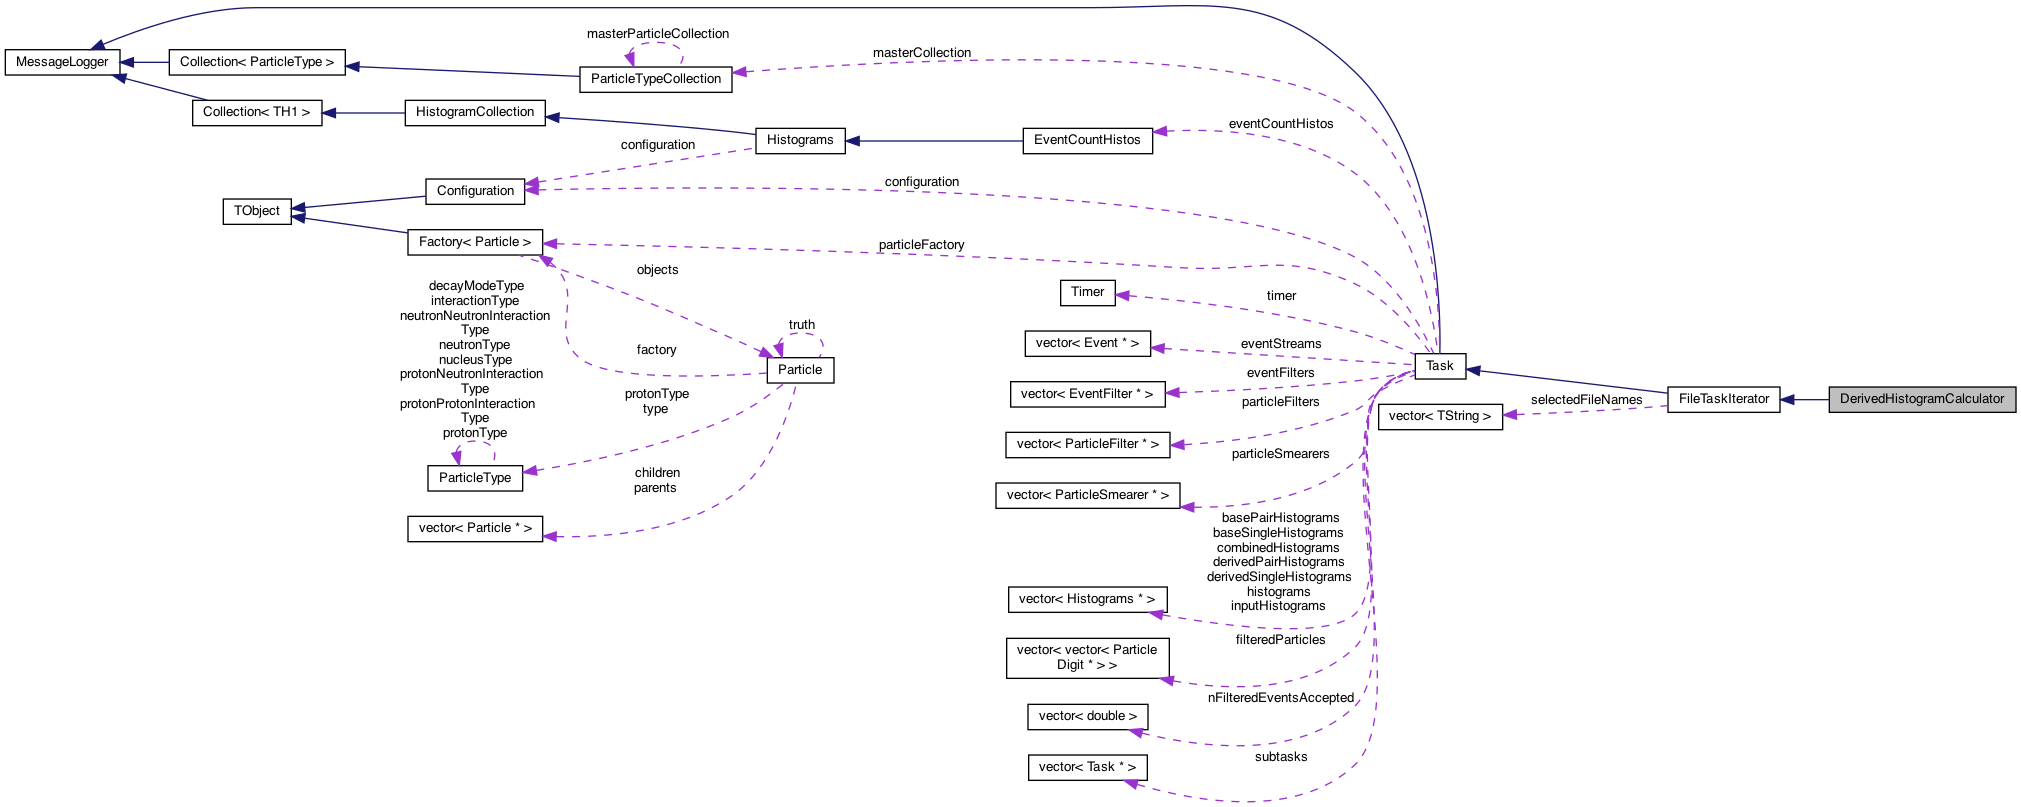 masterParticleCollection
masterCollection
MessageLogger
Collection< ParticleType >
ParticleTypeCollection
Collection< TH1 >
HistogramCollection
eventCountHistos
Histograms
EventCountHistos
configuration
configuration
Configuration
TObject
Factory< Particle >
particleFactory
objects
decayModeType
interactionType
neutronNeutronInteraction
Type
neutronType
nucleusType
protonNeutronInteraction
Type
protonProtonInteraction
Type
protonType
Timer
timer
truth
factory
Particle
vector< Event * >
eventStreams
Task
eventFilters
vector< EventFilter * >
protonType
type
particleFilters
vector< TString >
selectedFileNames
FileTaskIterator
DerivedHistogramCalculator
vector< ParticleFilter * >
particleSmearers
ParticleType
children
parents
vector< ParticleSmearer * >
vector< Particle * >
basePairHistograms
baseSingleHistograms
combinedHistograms
derivedPairHistograms
derivedSingleHistograms
histograms
inputHistograms
vector< Histograms * >
filteredParticles
vector< vector< Particle
Digit * > >
nFilteredEventsAccepted
vector< double >
subtasks
vector< Task * >